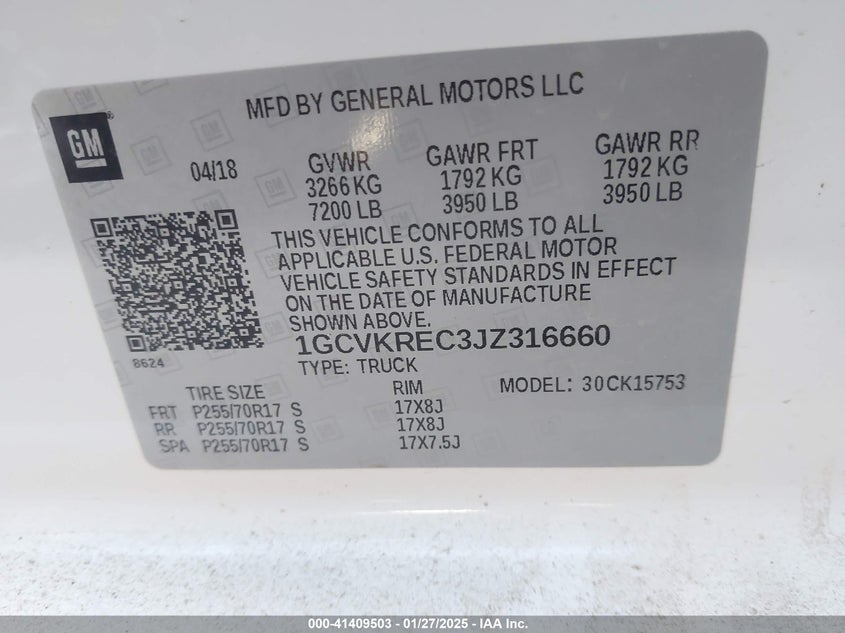 MFD BY GENERAL MOTORS LLC
GM
04/18
GVWR
3266 KG
7200 LB
GAWR FRT
1792 KG
3950 LB
GAWR RR
1792 KG
3950 LB
THIS VEHICLE CONFORMS TO ALL
APPLICABLE U.S. FEDERAL MOTOR
VEHICLE SAFETY STANDARDS IN EFFECT
ON THE DATE OF MANUFACTURE
SHOWN ABOVE.
8624
1GCVKREC3JZ316660
TYPE: TRUCK
MODEL: 30CK15753
TIRE SIZE RIM
FRT P255/70R17 S 17X8J
RR P255/70R17 S 17X8J
SPA P255/70R17 S 17X7.5J
000-41409503 — 01/27/2025 — IAA Inc.